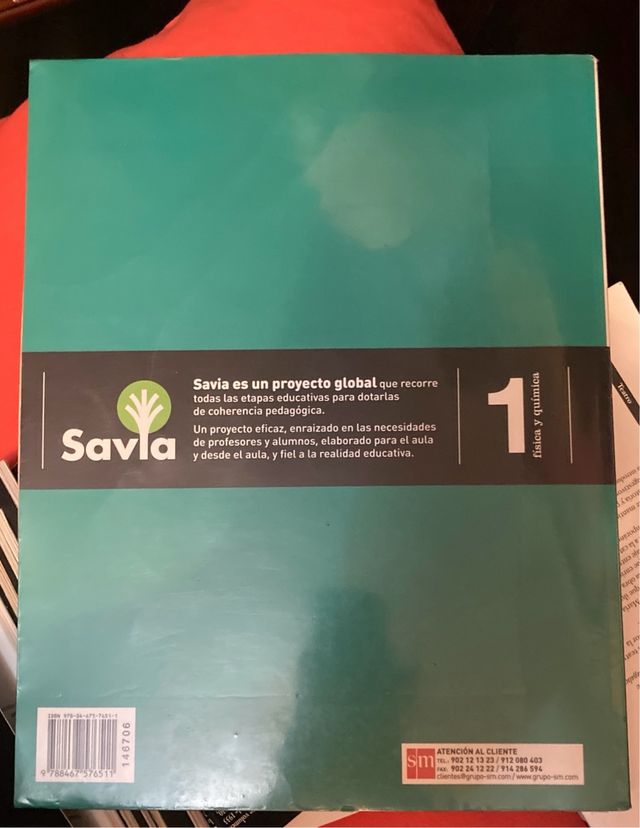 Savia es un proyecto global que recorre
todas las etapas educativas para dotarlas
de coherencia pedagógica.
Un proyecto eficaz, enraizado en las necesidades
de profesores y alumnos, elaborado para el aula
y desde el aula, y fiel a la realidad educativa.
Savia
1
física y química
Teatro
ISBN 978-84-675-7651-1
9 788467 576511
146706
sm
ATENCIÓN AL CLIENTE
TEL.: 902 12 13 23 / 912 080 403
FAX: 902 24 12 22 / 914 286 594
clientes@grupo-sm.com / www.grupo-sm.com